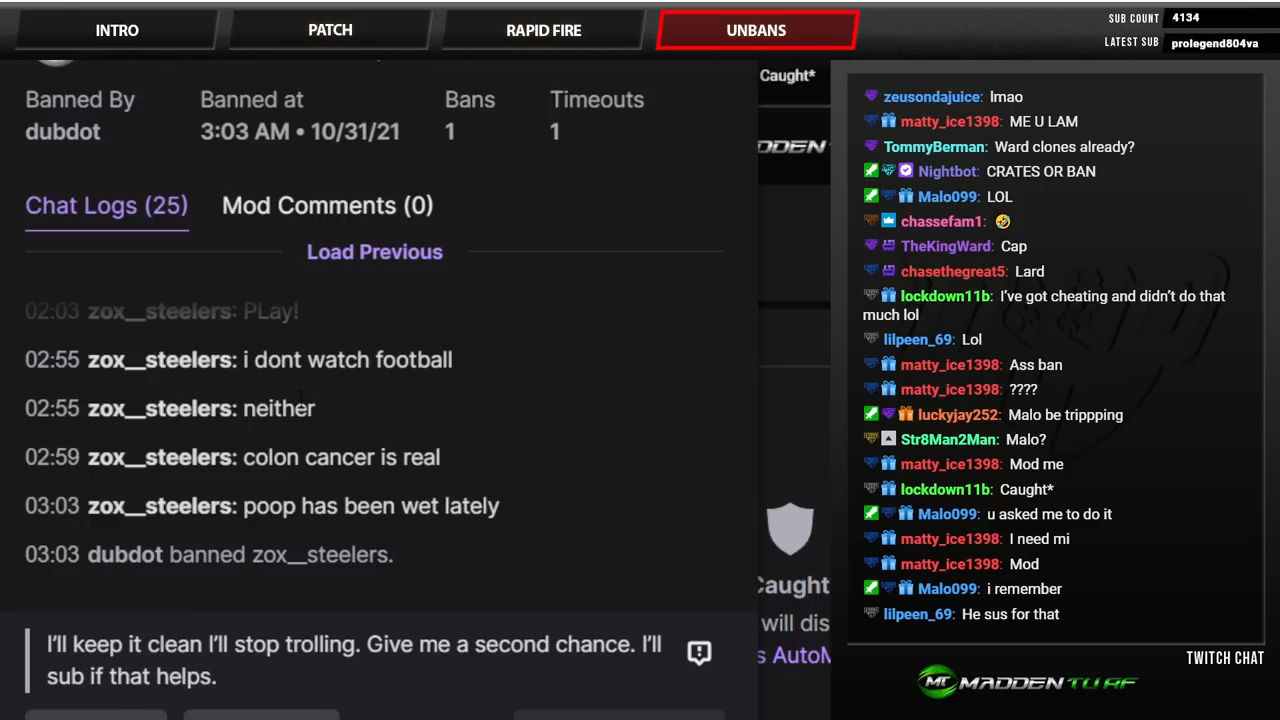 INTRO
PATCH
RAPID FIRE
UNBANS
SUB COUNT 4134
LATEST SUB prolegend804va
Banned By
dubdot
Banned at
3:03 AM • 10/31/21
Bans
1
Timeouts
1
Chat Logs (25)
Mod Comments (0)
Load Previous
02:03 zox__steelers: PLay!
02:55 zox__steelers: i dont watch football
02:55 zox__steelers: neither
02:59 zox__steelers: colon cancer is real
03:03 zox__steelers: poop has been wet lately
03:03 dubdot banned zox__steelers.
I'll keep it clean I'll stop trolling. Give me a second chance. I'll
sub if that helps.
Caught*
Caught
will dis
s AutoM
zeusondajuice: lmao
matty_ice1398: ME U LAM
TommyBerman: Ward clones already?
Nightbot: CRATES OR BAN
Malo099: LOL
chassefam1: 🤣
TheKingWard: Cap
chasethegreat5: Lard
lockdown11b: I've got cheating and didn't do that
much lol
lilpeen_69: Lol
matty_ice1398: Ass ban
matty_ice1398: ????
luckyjay252: Malo be trippping
Str8Man2Man: Malo?
matty_ice1398: Mod me
lockdown11b: Caught*
Malo099: u asked me to do it
matty_ice1398: I need mi
matty_ice1398: Mod
Malo099: i remember
lilpeen_69: He sus for that
TWITCH CHAT
MT MADDEN TURF